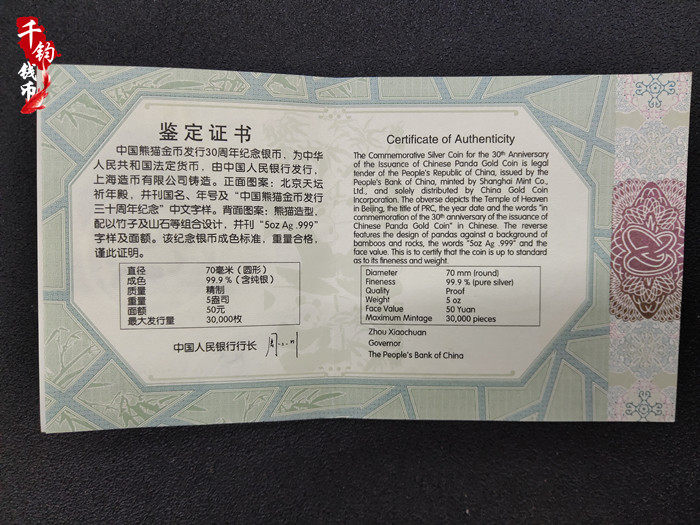 千钧
钱币
鉴定证书
中国熊猫金币发行30周年纪念银币，为中华
人民共和国法定货币，由中国人民银行发行，
上海造币有限公司铸造。正面图案：北京天坛
祈年殿，并刊国名、年号及“中国熊猫金币发行
三十周年纪念”中文字样。背面图案：熊猫造型，
配以竹子及山石等组合设计，并刊“5oz Ag .999”
字样及面额。该纪念银币成色标准，重量合格，
谨此证明。
直径 70毫米（圆形）
成色 99.9%（含纯银）
质量 精制
重量 5盎司
面额 50元
最大发行量 30,000枚
中国人民银行行长
Certificate of Authenticity
The Commemorative Silver Coin for the 30th Anniversary
of the Issuance of Chinese Panda Gold Coin is legal
tender of the People's Republic of China, issued by the
People's Bank of China, minted by Shanghai Mint Co.,
Ltd., and solely distributed by China Gold Coin
Incorporation. The obverse depicts the Temple of Heaven
in Beijing, the title of PRC, the year date and the words "in
commemoration of the 30th anniversary of the issuance of
Chinese Panda Gold Coin" in Chinese. The reverse
features the design of pandas against a background of
bamboos and rocks, the words "5oz Ag .999" and the
face value. This is to certify that the coin is up to standard
as to its fineness and weight.
Diameter 70 mm (round)
Fineness 99.9 % (pure silver)
Quality Proof
Weight 5 oz
Face Value 50 Yuan
Maximum Mintage 30,000 pieces
Zhou Xiaochuan
Governor
The People's Bank of China